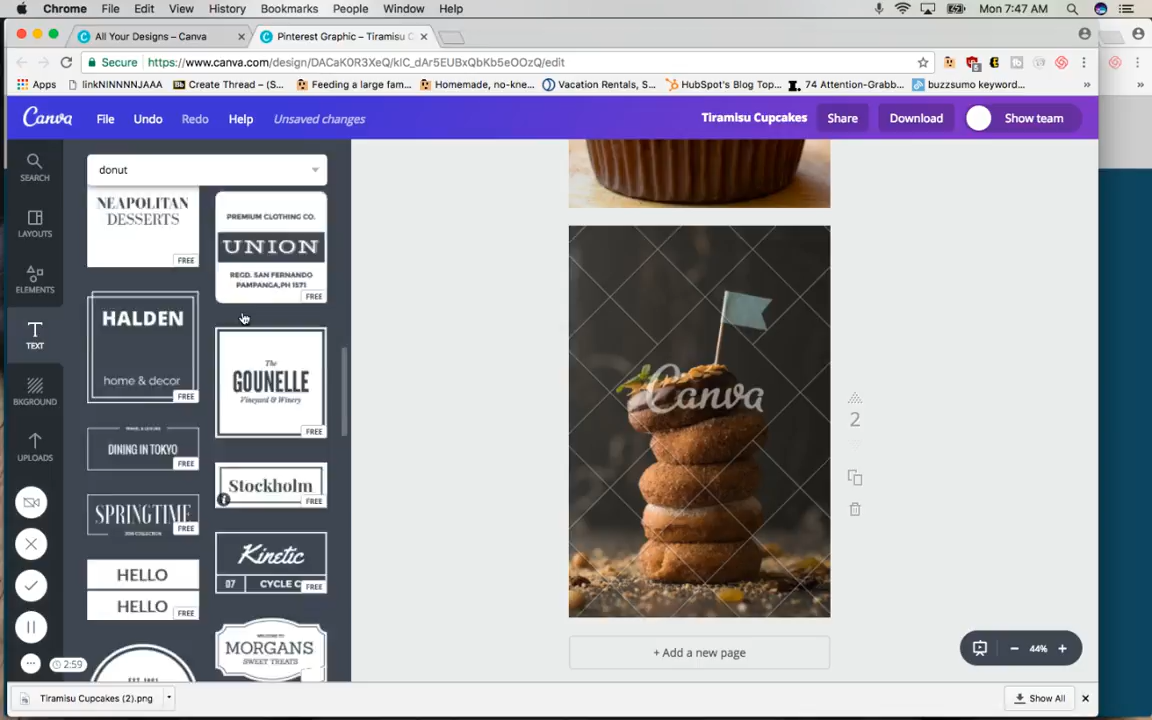 Chrome File Edit View History Bookmarks People Window Help
Mon 7:47 AM
All Your Designs – Canva
Pinterest Graphic – Tiramisu C
Secure https://www.canva.com/design/DACaK0R3XeQ/kIC_dAr5EUBxQbKb5eOOzQ/edit
Apps linkNNNNNJAAA Create Thread – (S... Feeding a large fam... Homemade, no-kne... Vacation Rentals, S... HubSpot's Blog Top... 74 Attention-Grabb... buzzsumo keyword... »
Canva File Undo Redo Help Unsaved changes
Tiramisu Cupcakes Share Download Show team
SEARCH
LAYOUTS
ELEMENTS
TEXT
BKGROUND
UPLOADS
2:59
donut
NEAPOLITAN
DESSERTS
FREE
PREMIUM CLOTHING CO.
UNION
REGD. SAN FERNANDO
PAMPANGA,PH 1571
FREE
HALDEN
home & decor
FREE
The
GOUNELLE
Vineyard & Winery
FREE
DINING IN TOKYO
FREE
Stockholm
FREE
SPRINGTIME
FREE
Kinetic
07 CYCLE C
FREE
HELLO
HELLO
FREE
WELCOME TO
MORGANS
SWEET TREATS
Canva
2
+ Add a new page
44%
Tiramisu Cupcakes (2).png
Show All